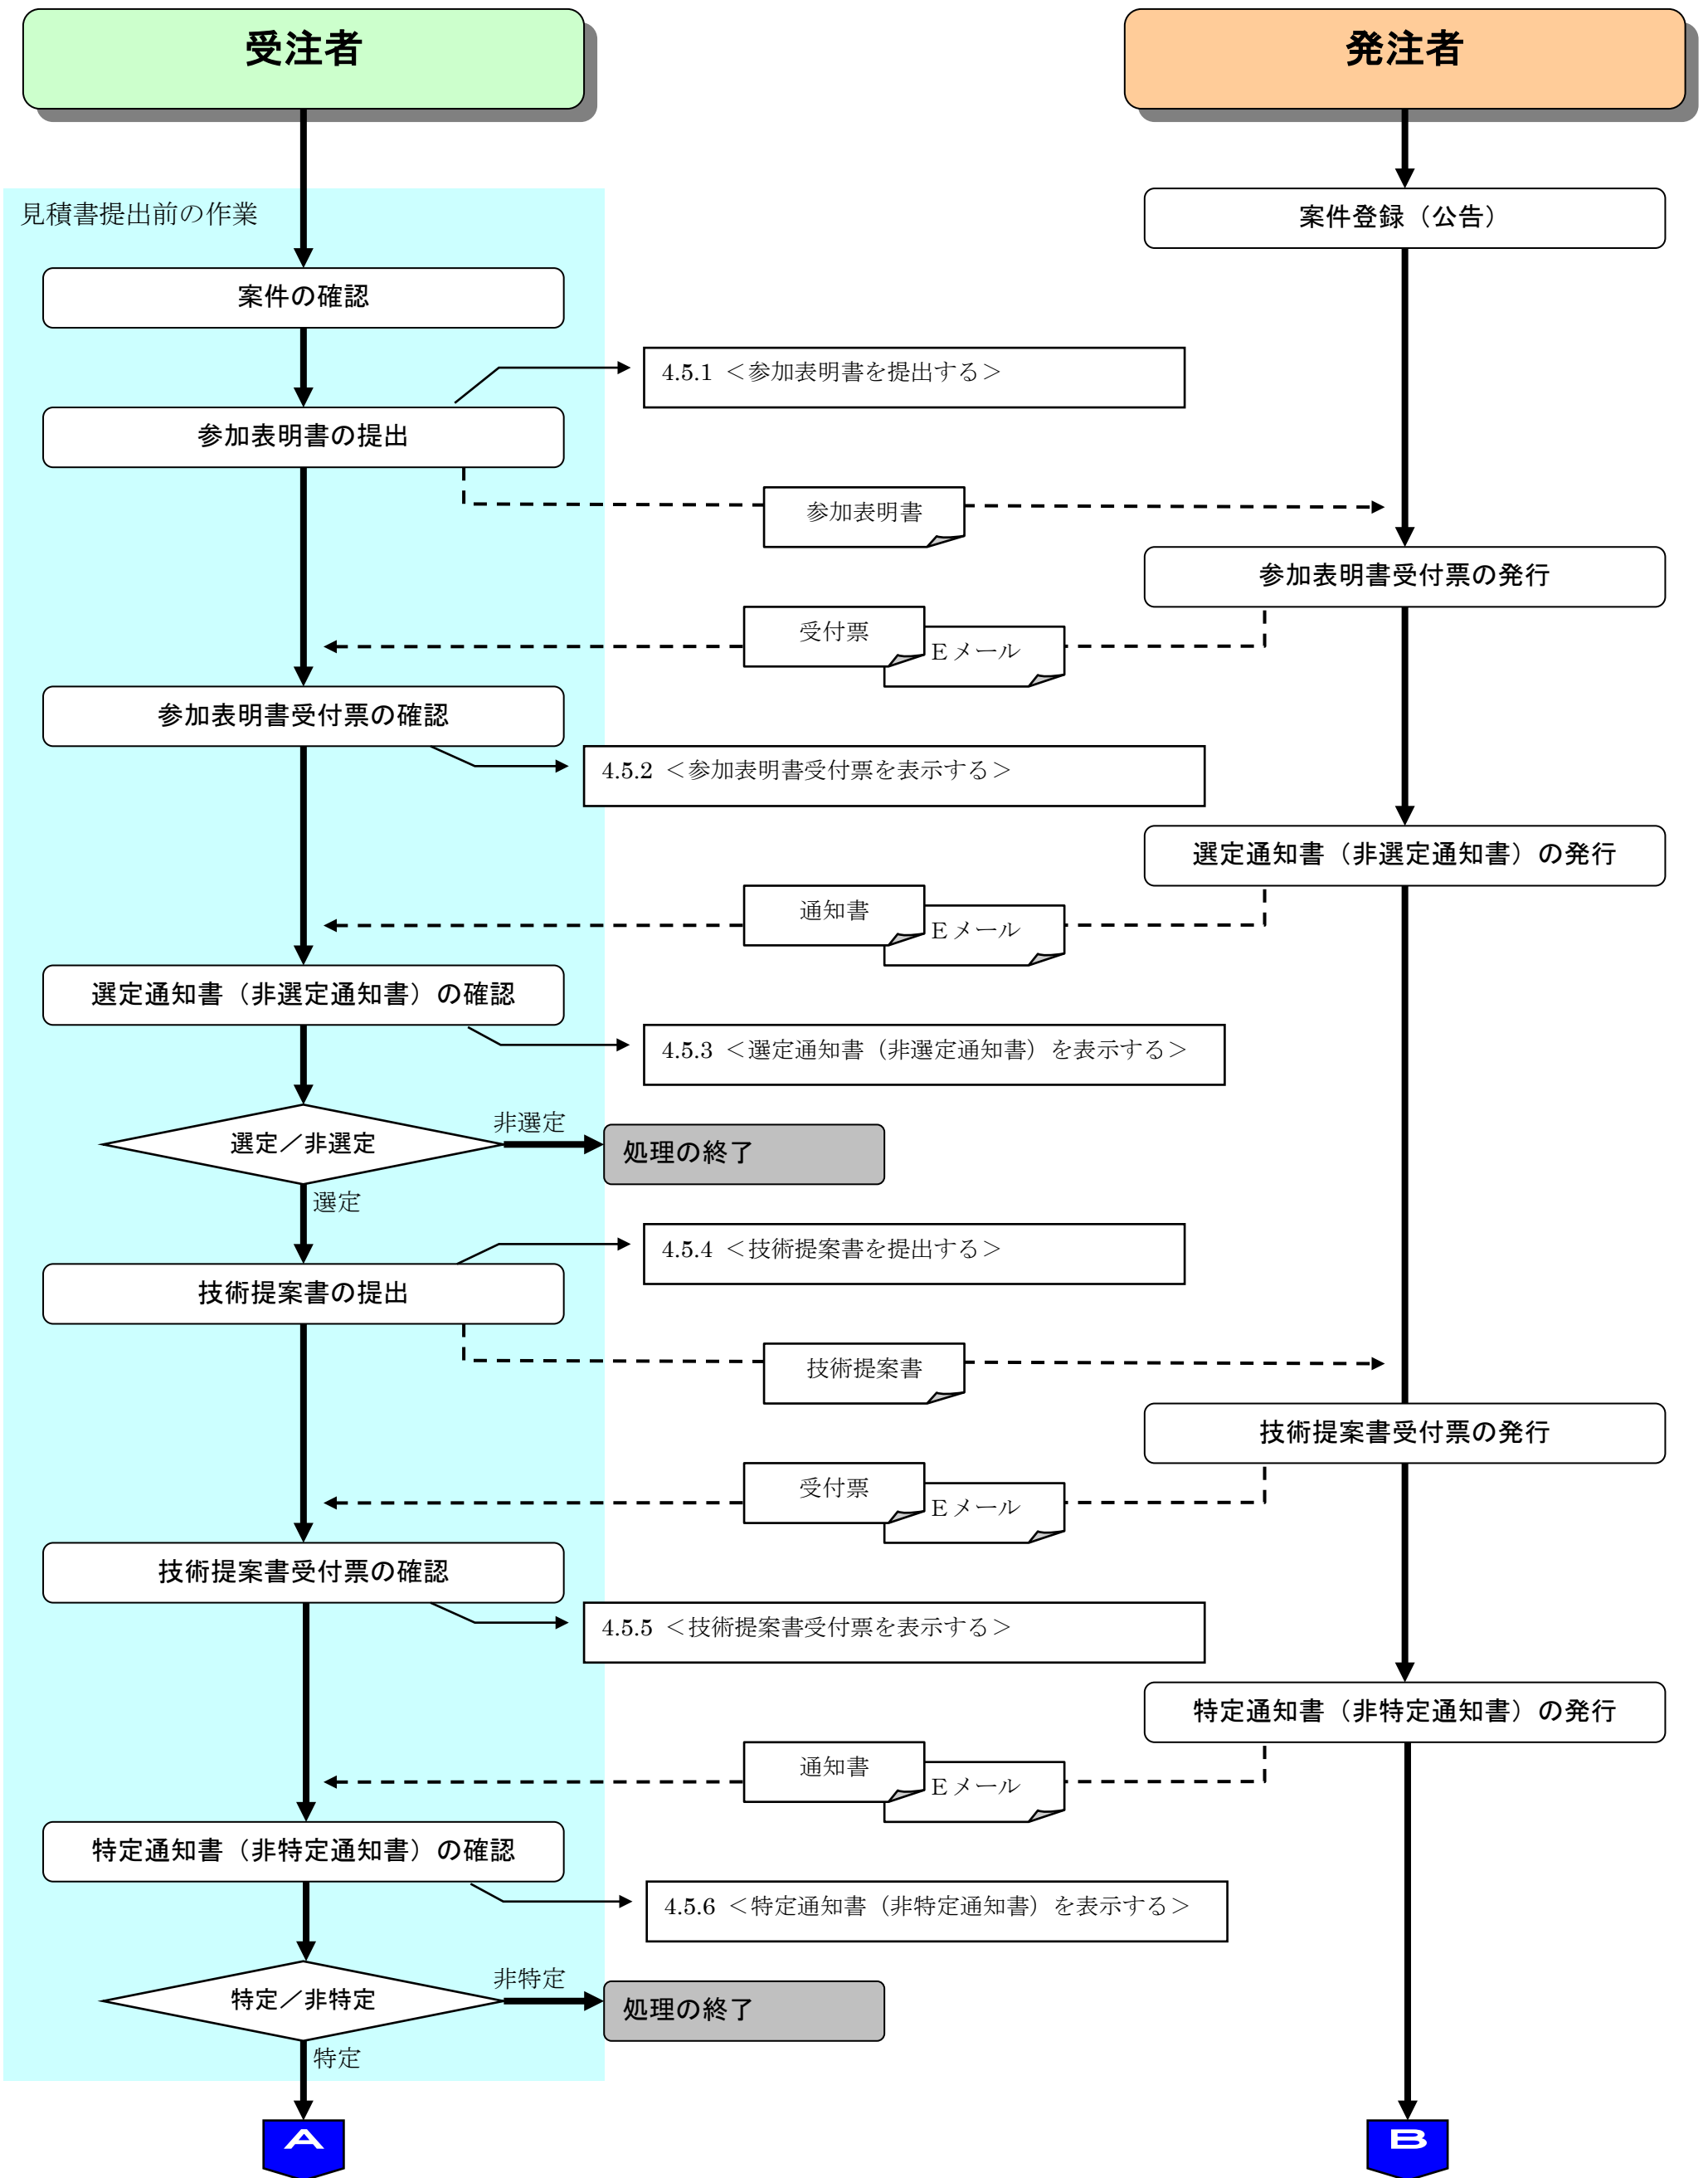 受注者
発注者
見積書提出前の作業
案件登録（公告）
案件の確認
4.5.1 ＜参加表明書を提出する＞
参加表明書の提出
参加表明書
参加表明書受付票の発行
受付票
Ｅメール
参加表明書受付票の確認
4.5.2 ＜参加表明書受付票を表示する＞
選定通知書（非選定通知書）の発行
通知書
Ｅメール
選定通知書（非選定通知書）の確認
4.5.3 ＜選定通知書（非選定通知書）を表示する＞
非選定
選定／非選定
処理の終了
選定
4.5.4 ＜技術提案書を提出する＞
技術提案書の提出
技術提案書
技術提案書受付票の発行
受付票
Ｅメール
技術提案書受付票の確認
4.5.5 ＜技術提案書受付票を表示する＞
特定通知書（非特定通知書）の発行
通知書
Ｅメール
特定通知書（非特定通知書）の確認
4.5.6 ＜特定通知書（非特定通知書）を表示する＞
非特定
特定／非特定
処理の終了
特定
A
B